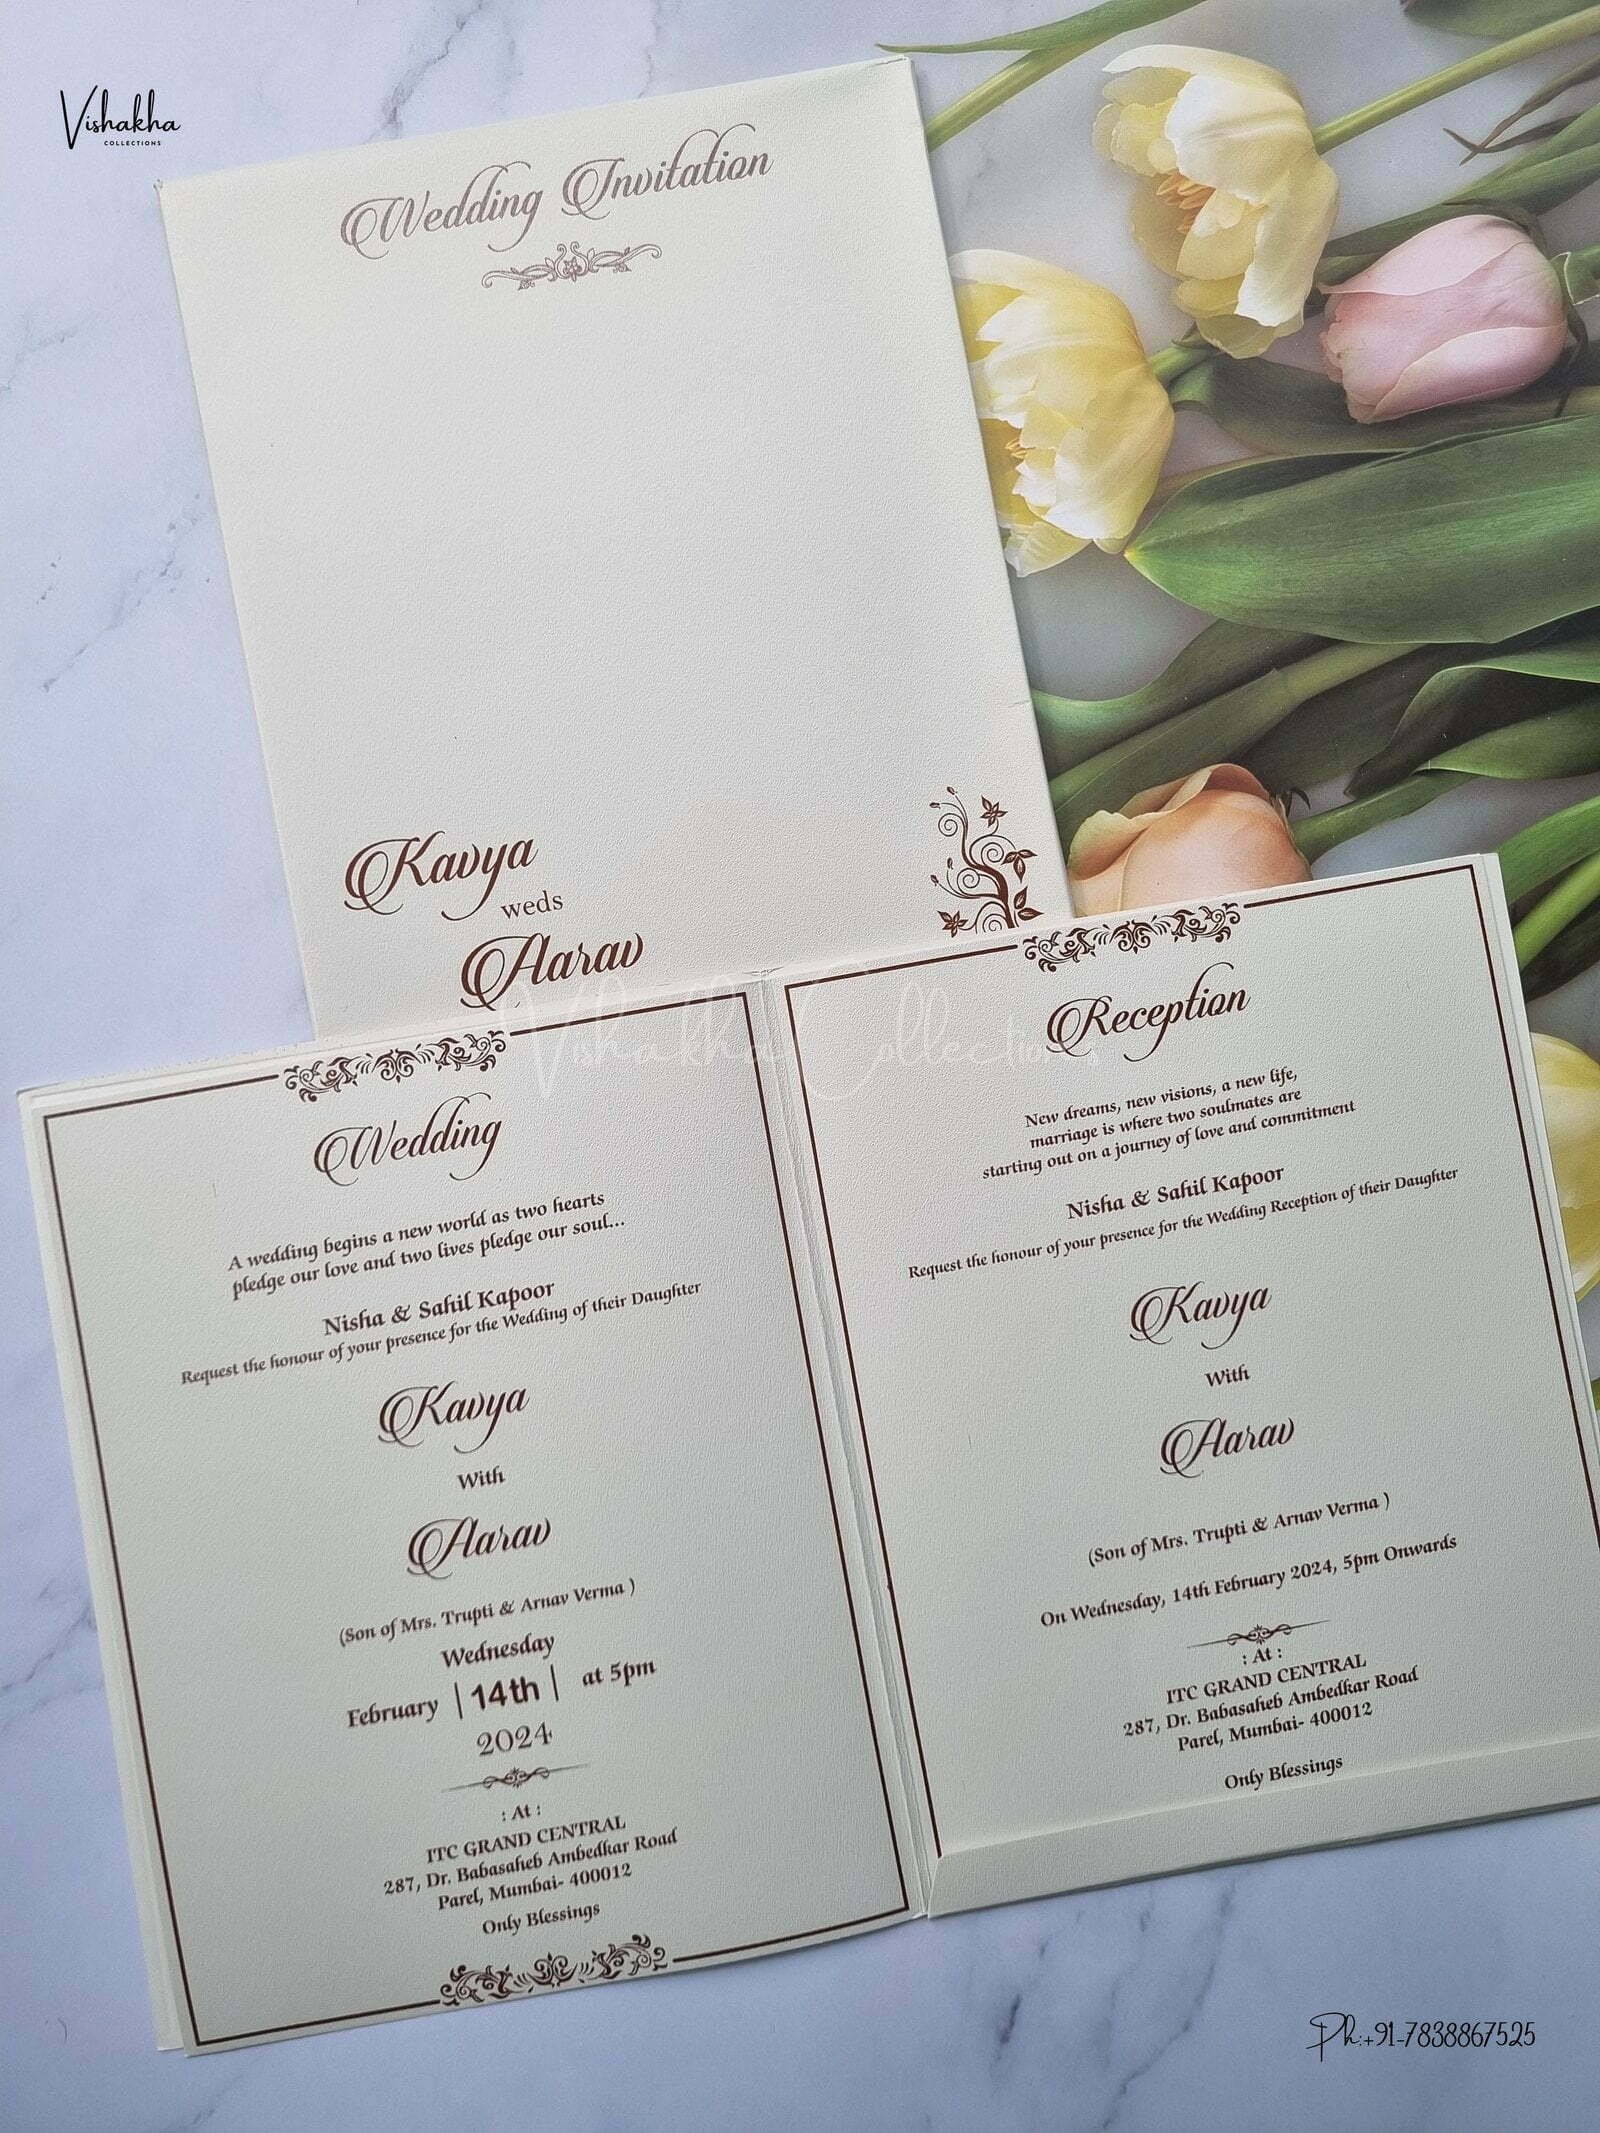 Vishakha
COLLECTIONS
Wedding Invitation
Kavya
weds
Aarav
Vishakha Collection
Wedding
A wedding begins a new world as two hearts
pledge our love and two lives pledge our soul...
Nisha & Sahil Kapoor
Request the honour of your presence for the Wedding of their Daughter
Kavya
With
Aarav
(Son of Mrs. Trupti & Arnav Verma )
Wednesday
February | 14th | at 5pm
2024
: At :
ITC GRAND CENTRAL
287, Dr. Babasaheb Ambedkar Road
Parel, Mumbai- 400012
Only Blessings
Reception
New dreams, new visions, a new life,
marriage is where two soulmates are
starting out on a journey of love and commitment
Nisha & Sahil Kapoor
Request the honour of your presence for the Wedding Reception of their Daughter
Kavya
With
Aarav
(Son of Mrs. Trupti & Arnav Verma )
On Wednesday, 14th February 2024, 5pm Onwards
: At :
ITC GRAND CENTRAL
287, Dr. Babasaheb Ambedkar Road
Parel, Mumbai- 400012
Only Blessings
Ph:+91-7838867525